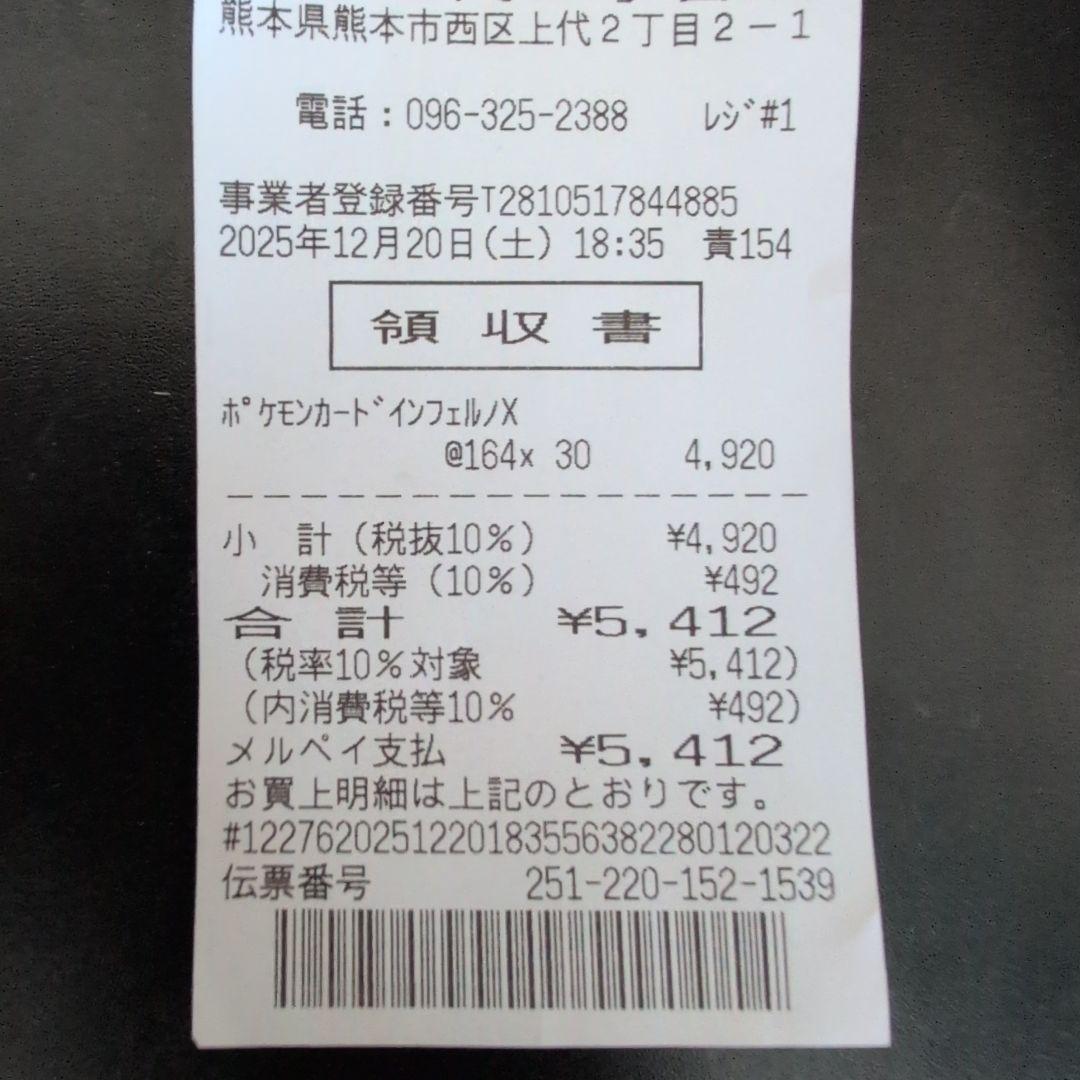 熊本県熊本市西区上代2丁目2-1
電話:096-325-2388 レジ#1
事業者登録番号T2810517844885
2025年12月20日(土) 18:35 責154
領収書
ポケモンカードインフェルノX
@164x 30 4,920
小 計(税抜10%) ¥4,920
消費税等(10%) ¥492
合 計 ¥5,412
(税率10%対象 ¥5,412)
(内消費税等10% ¥492)
メルペイ支払 ¥5,412
お買上明細は上記のとおりです。
#122762025122018355638228012​0322
伝票番号 251-220-152-1539